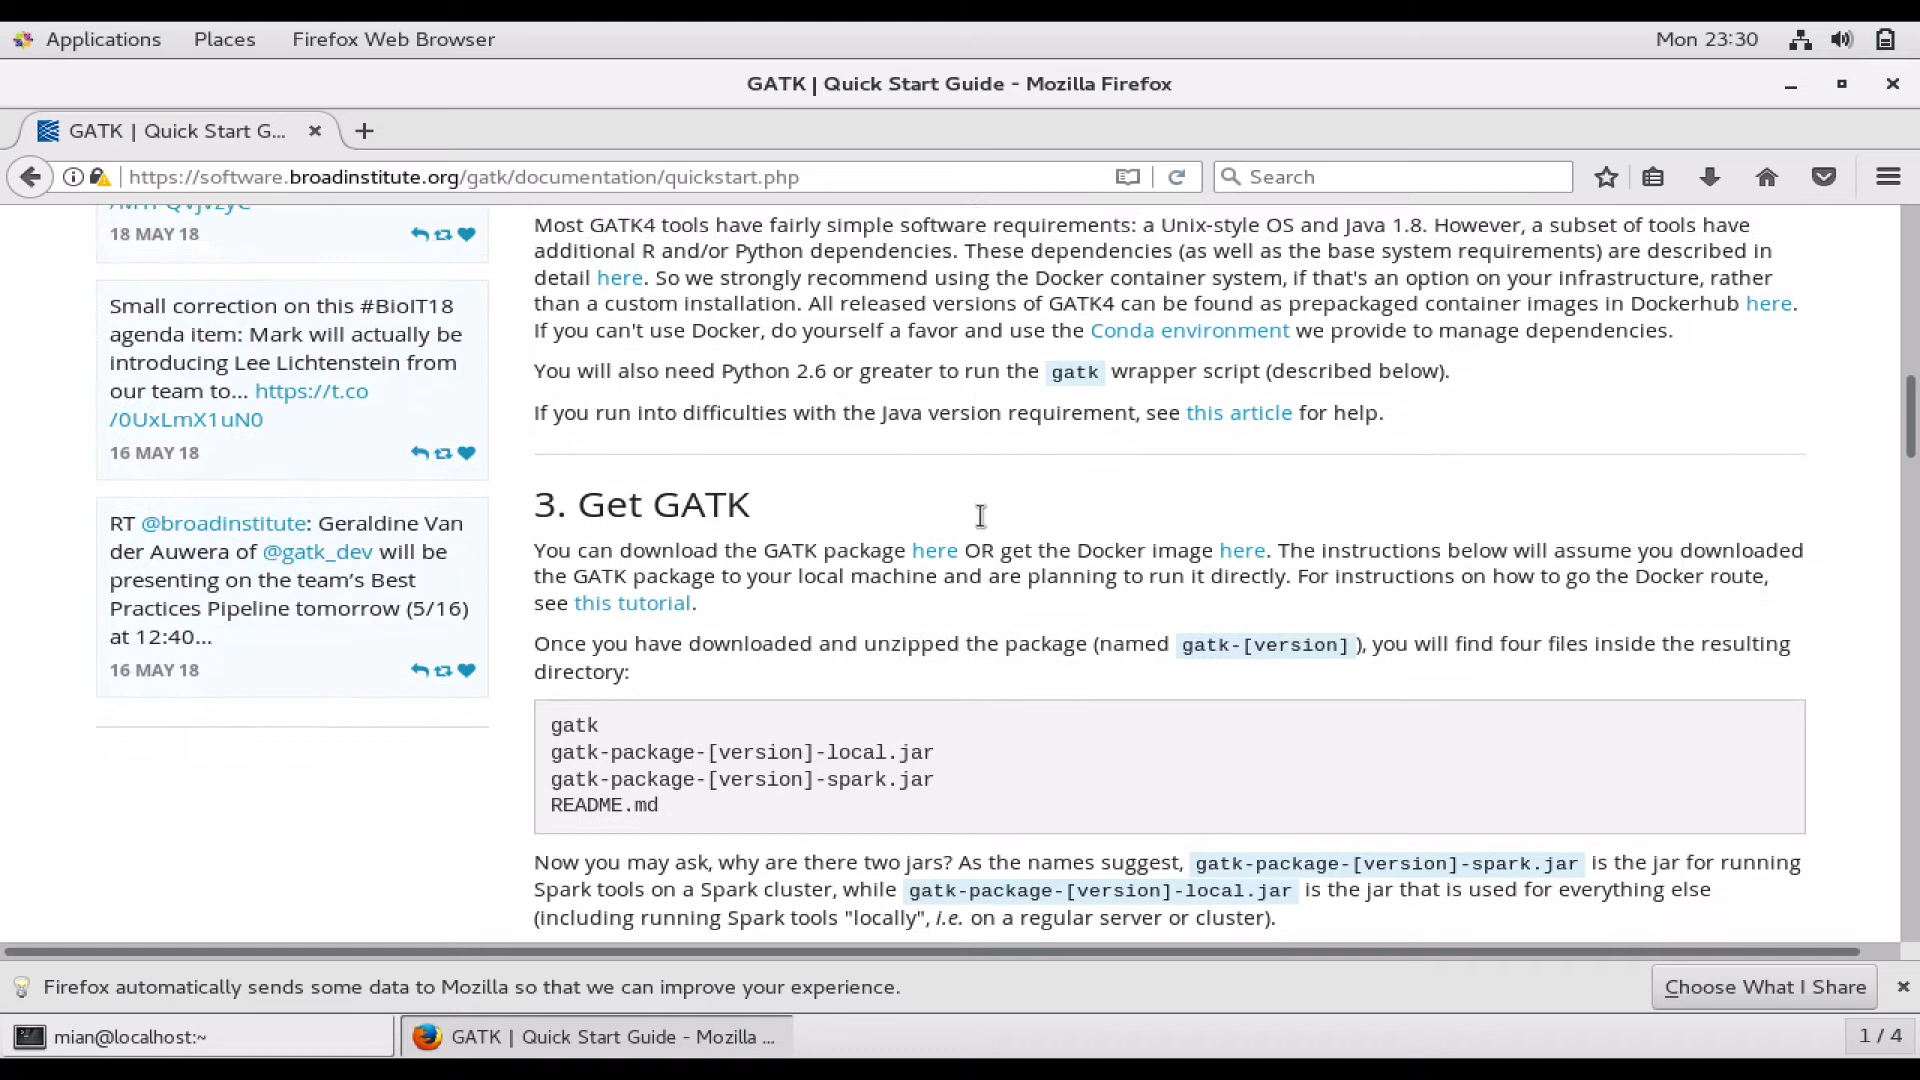 Applications Places Firefox Web Browser Mon 23:30
GATK | Quick Start Guide - Mozilla Firefox
GATK | Quick Start G...
https://software.broadinstitute.org/gatk/documentation/quickstart.php Search
18 MAY 18
Small correction on this #BioIT18
agenda item: Mark will actually be
introducing Lee Lichtenstein from
our team to... https://t.co
/0UxLmX1uN0
16 MAY 18
RT @broadinstitute: Geraldine Van
der Auwera of @gatk_dev will be
presenting on the team's Best
Practices Pipeline tomorrow (5/16)
at 12:40...
16 MAY 18
Most GATK4 tools have fairly simple software requirements: a Unix-style OS and Java 1.8. However, a subset of tools have
additional R and/or Python dependencies. These dependencies (as well as the base system requirements) are described in
detail here. So we strongly recommend using the Docker container system, if that's an option on your infrastructure, rather
than a custom installation. All released versions of GATK4 can be found as prepackaged container images in Dockerhub here.
If you can't use Docker, do yourself a favor and use the Conda environment we provide to manage dependencies.
You will also need Python 2.6 or greater to run the gatk wrapper script (described below).
If you run into difficulties with the Java version requirement, see this article for help.
3. Get GATK
You can download the GATK package here OR get the Docker image here. The instructions below will assume you downloaded
the GATK package to your local machine and are planning to run it directly. For instructions on how to go the Docker route,
see this tutorial.
Once you have downloaded and unzipped the package (named gatk-[version]), you will find four files inside the resulting
directory:
gatk
gatk-package-[version]-local.jar
gatk-package-[version]-spark.jar
README.md
Now you may ask, why are there two jars? As the names suggest, gatk-package-[version]-spark.jar is the jar for running
Spark tools on a Spark cluster, while gatk-package-[version]-local.jar is the jar that is used for everything else
(including running Spark tools "locally", i.e. on a regular server or cluster).
Firefox automatically sends some data to Mozilla so that we can improve your experience. Choose What I Share
mian@localhost:~ GATK | Quick Start Guide - Mozilla ... 1 / 4